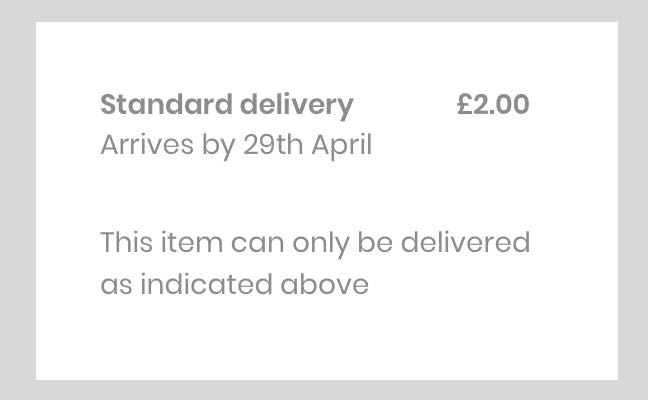 Standard delivery £2.00
Arrives by 29th April
This item can only be delivered
as indicated above